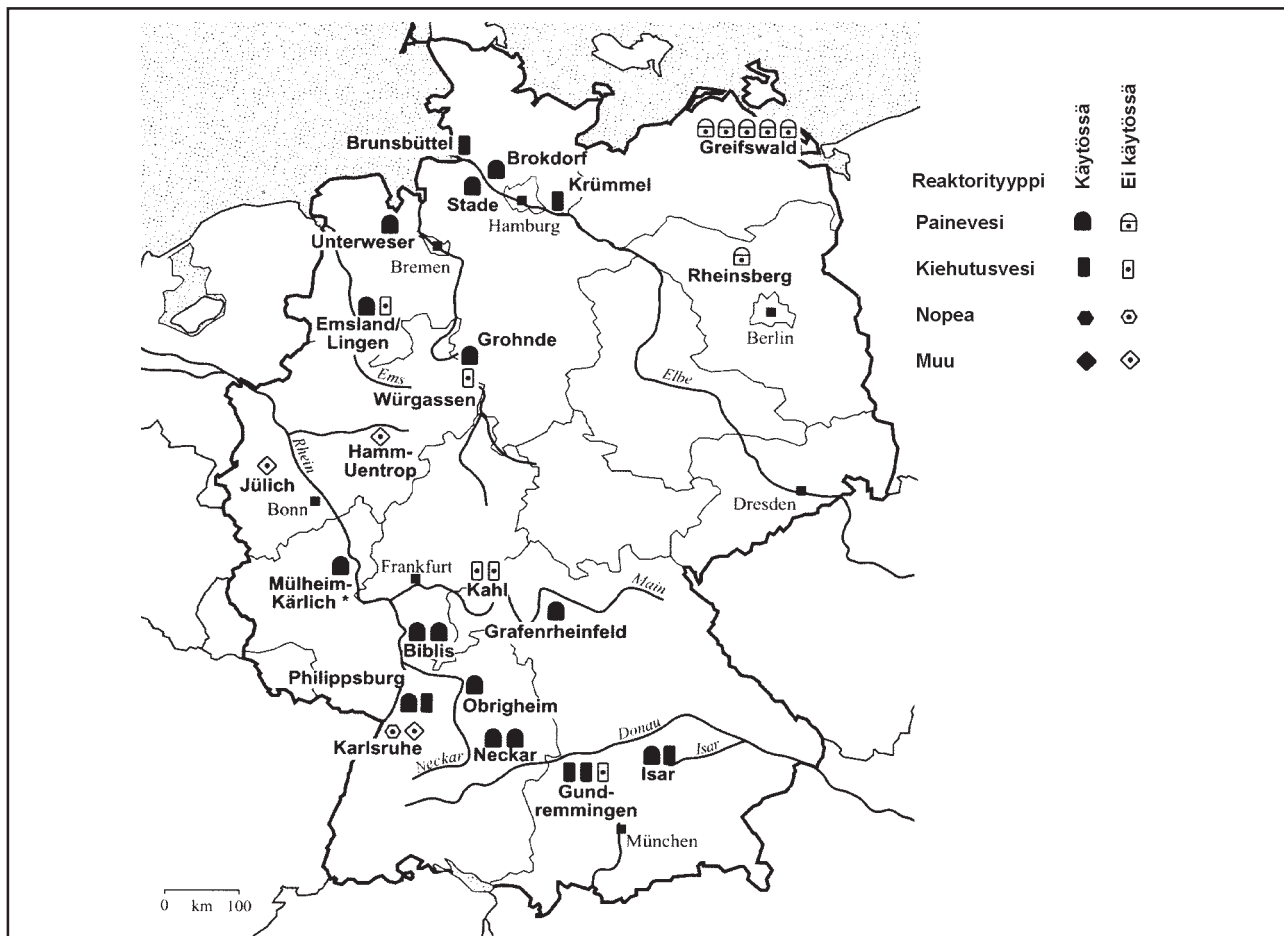 Brunsbüttel
Brokdorf
Greifswald
Krümmel
Stade
Hamburg
Unterweser
Bremen
Rheinsberg
Berlin
Emsland/
Lingen
Grohnde
Ems
Würgassen
Elbe
Rhein
Hamm-
Uentrop
Jülich
Bonn
Dresden
Frankfurt
Kahl
Main
Mülheim-
Kärlich *
Grafenrheinfeld
Biblis
Philippsburg
Obrigheim
Karlsruhe
Neckar
Neckar
Donau
Isar
Isar
Gund-
remmingen
München
0 km 100
Reaktorityyppi
Käytössä
Ei käytössä
Painevesi
Kiehutusvesi
Nopea
Muu